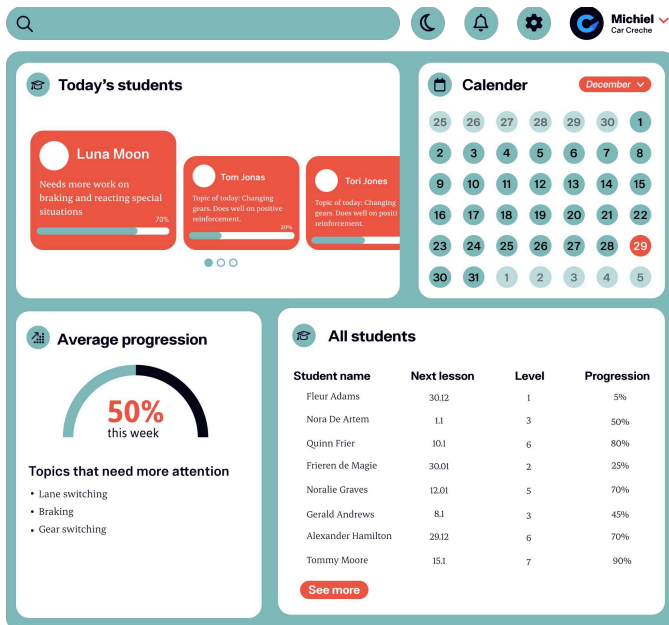 Michiel
Car Creche
Today's students
Luna Moon
Needs more work on
braking and reacting special
situations
70%
Tom Jonas
Topic of today: Changing
gears. Does well on positive
reinforcement.
20%
Tori Jones
Topic of today: Changing
gears. Does well on positi
reinforcement.
Calender
December
25 26 27 28 29 30 1
2 3 4 5 6 7 8
9 10 11 12 13 14 15
16 17 18 19 20 21 22
23 24 25 26 27 28 29
30 31 1 2 3 4 5
Average progression
50%
this week
Topics that need more attention
• Lane switching
• Braking
• Gear switching
All students
Student name Next lesson Level Progression
Fleur Adams 30.12 1 5%
Nora De Artem 1.1 3 50%
Quinn Frier 10.1 6 80%
Frieren de Magie 30.01 2 25%
Noralie Graves 12.01 5 70%
Gerald Andrews 8.1 3 45%
Alexander Hamilton 29.12 6 70%
Tommy Moore 15.1 7 90%
See more